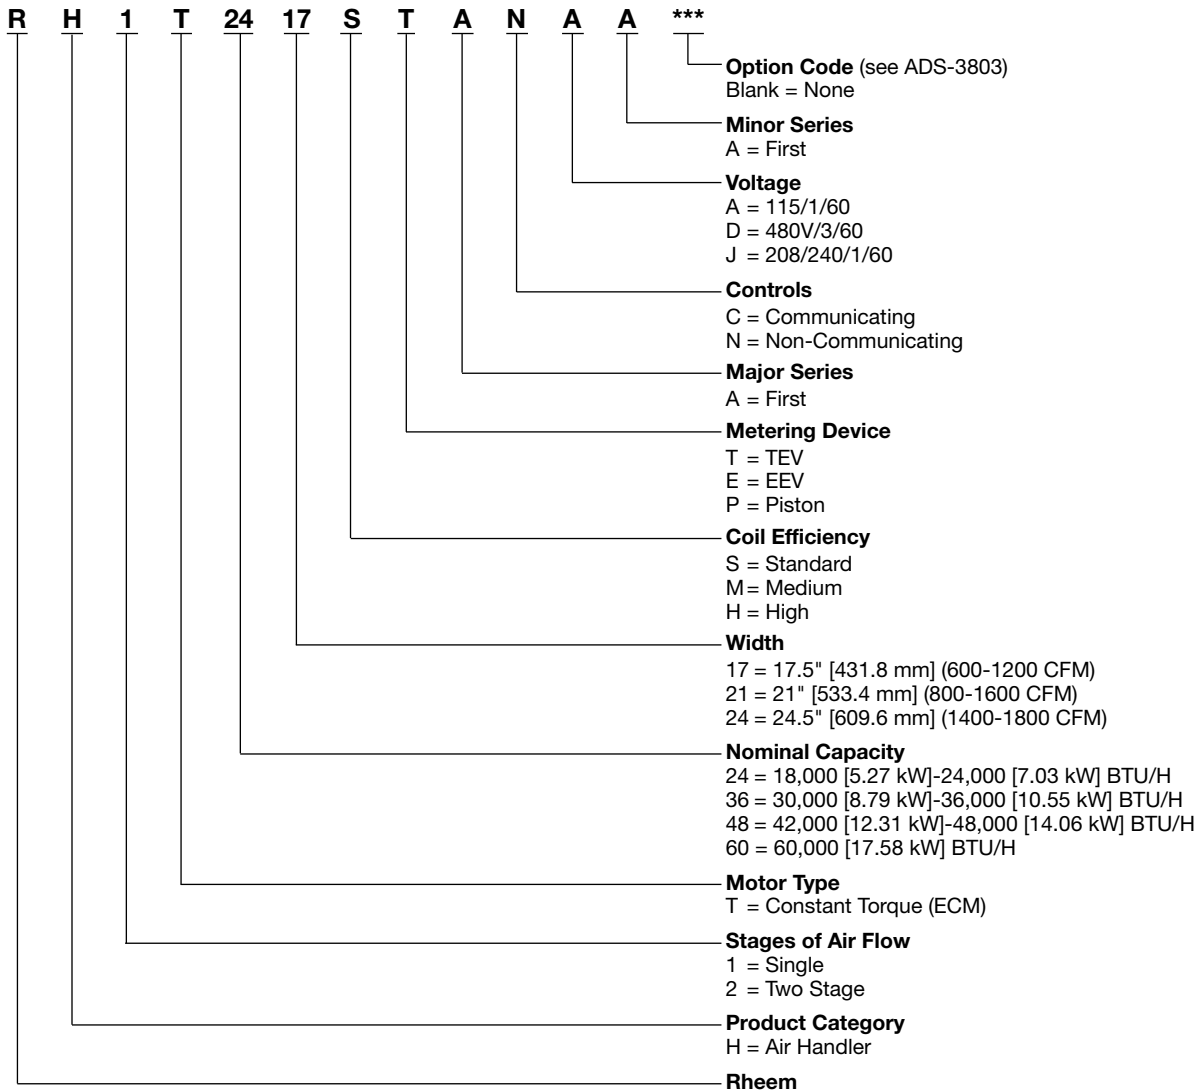 R H 1 T 24 17 S T A N A A ***
Option Code (see ADS-3803)
Blank = None
Minor Series
A = First
Voltage
A = 115/1/60
D = 480V/3/60
J = 208/240/1/60
Controls
C = Communicating
N = Non-Communicating
Major Series
A = First
Metering Device
T = TEV
E = EEV
P = Piston
Coil Efficiency
S = Standard
M = Medium
H = High
Width
17 = 17.5" [431.8 mm] (600-1200 CFM)
21 = 21" [533.4 mm] (800-1600 CFM)
24 = 24.5" [609.6 mm] (1400-1800 CFM)
Nominal Capacity
24 = 18,000 [5.27 kW]-24,000 [7.03 kW] BTU/H
36 = 30,000 [8.79 kW]-36,000 [10.55 kW] BTU/H
48 = 42,000 [12.31 kW]-48,000 [14.06 kW] BTU/H
60 = 60,000 [17.58 kW] BTU/H
Motor Type
T = Constant Torque (ECM)
Stages of Air Flow
1 = Single
2 = Two Stage
Product Category
H = Air Handler
Rheem